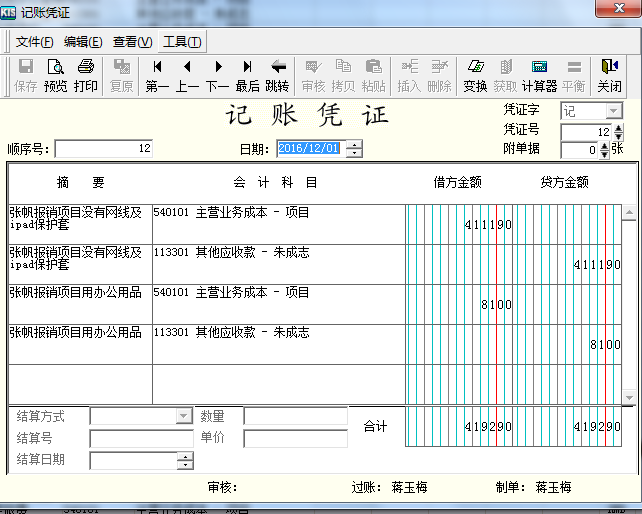 KIS 记账凭证
文件(F) 编辑(E) 查看(V) 工具(T)
保存 预览 打印 复原 第一 上一 下一 最后 跳转 审核 拷贝 粘贴 插入 删除 变换 获取 计算器 平衡 关闭
记账凭证
凭证字 记
凭证号 12
顺序号: 12 日期: 2016/12/01 附单据 0 张
摘 要 会 计 科 目 借方金额 贷方金额
张帆报销项目没有网线及
ipad保护套
540101 主营业务成本 - 项目 411190
张帆报销项目没有网线及
ipad保护套
113301 其他应收款 - 朱成志 411190
张帆报销项目用办公用品 540101 主营业务成本 - 项目 8100
张帆报销项目用办公用品 113301 其他应收款 - 朱成志 8100
结算方式 数量
结算号 单价
结算日期
合计 419290 419290
审核: 过账: 蒋玉梅 制单: 蒋玉梅